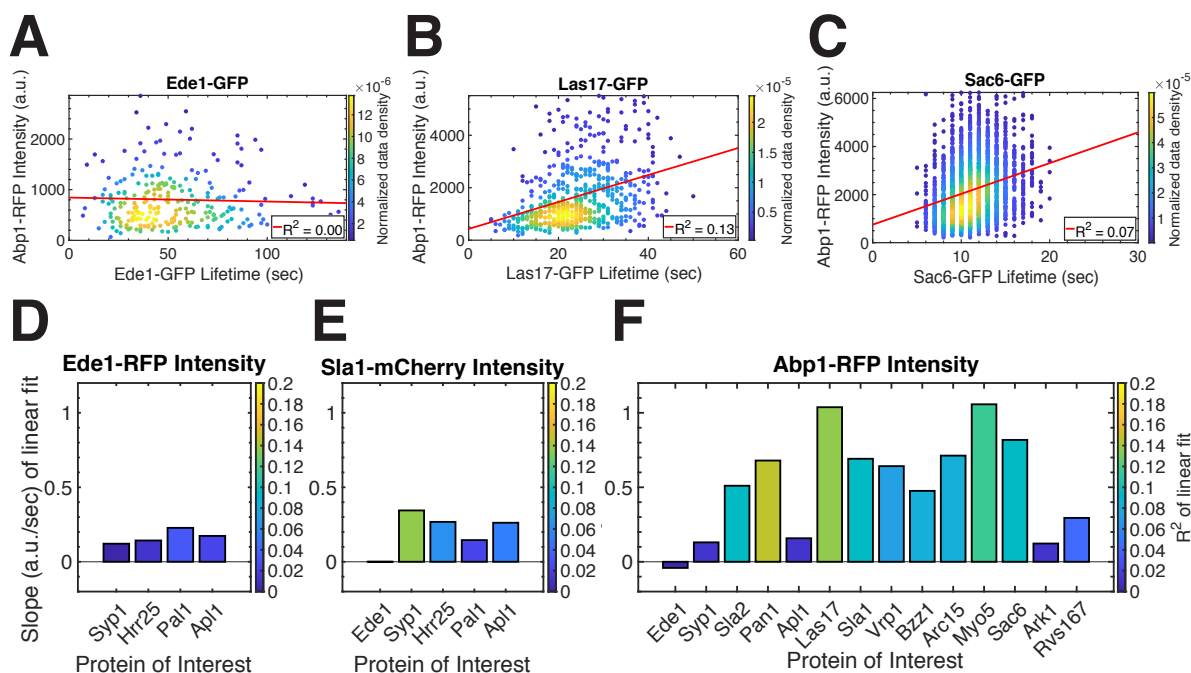 A
B
C
Ede1-GFP
Las17-GFP
Sac6-GFP
Abp1-RFP Intensity (a.u.)
2000
1000
0
0 50 100
Ede1-GFP Lifetime (sec)
R² = 0.00
×10⁻⁶
12
10
8
6
4
2
Normalized data density
Abp1-RFP Intensity (a.u.)
4000
2000
0
0 20 40 60
Las17-GFP Lifetime (sec)
R² = 0.13
×10⁻⁵
2
1.5
1
0.5
Normalized data density
Abp1-RFP Intensity (a.u.)
6000
4000
2000
0
0 10 20 30
Sac6-GFP Lifetime (sec)
R² = 0.07
×10⁻⁵
5
4
3
2
1
Normalized data density
D
E
F
Ede1-RFP Intensity
Sla1-mCherry Intensity
Abp1-RFP Intensity
Slope (a.u./sec) of linear fit
1
0.5
0
Syp1 Hrr25 Pal1 Apl1
Protein of Interest
0.2
0.18
0.16
0.14
0.12
0.1
0.08
0.06
0.04
0.02
0
1
0.5
0
Ede1 Syp1 Hrr25 Pal1 Apl1
Protein of Interest
0.2
0.18
0.16
0.14
0.12
0.1
0.08
0.06
0.04
0.02
0
1
0.5
0
Ede1 Syp1 Sla2 Pan1 Apl1 Las17 Sla1 Vrp1 Bzz1 Arc15 Myo5 Sac6 Ark1 Rvs167
Protein of Interest
0.2
0.18
0.16
0.14
0.12
0.1
0.08
0.06
0.04
0.02
0
R² of linear fit